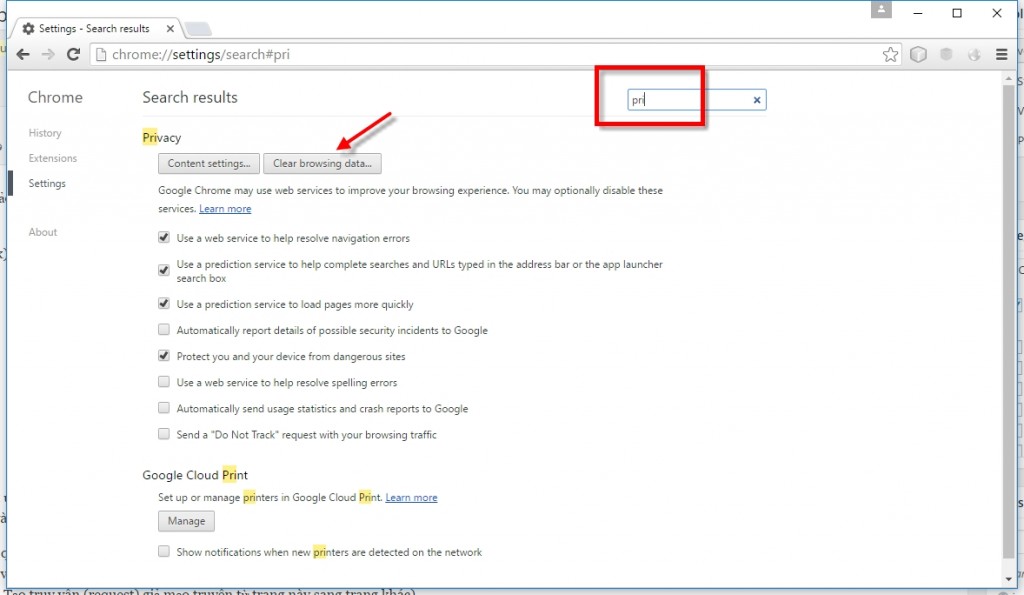 Settings - Search results
chrome://settings/search#pri
Chrome
Search results
pri
History
Extensions
Settings
About
Privacy
Content settings...
Clear browsing data...
Google Chrome may use web services to improve your browsing experience. You may optionally disable these
services. Learn more
Use a web service to help resolve navigation errors
Use a prediction service to help complete searches and URLs typed in the address bar or the app launcher
search box
Use a prediction service to load pages more quickly
Automatically report details of possible security incidents to Google
Protect you and your device from dangerous sites
Use a web service to help resolve spelling errors
Automatically send usage statistics and crash reports to Google
Send a "Do Not Track" request with your browsing traffic
Google Cloud Print
Set up or manage printers in Google Cloud Print. Learn more
Manage
Show notifications when new printers are detected on the network
Tạo truy vấn (request) giả mạo truyện từ trang này sang trang khác)